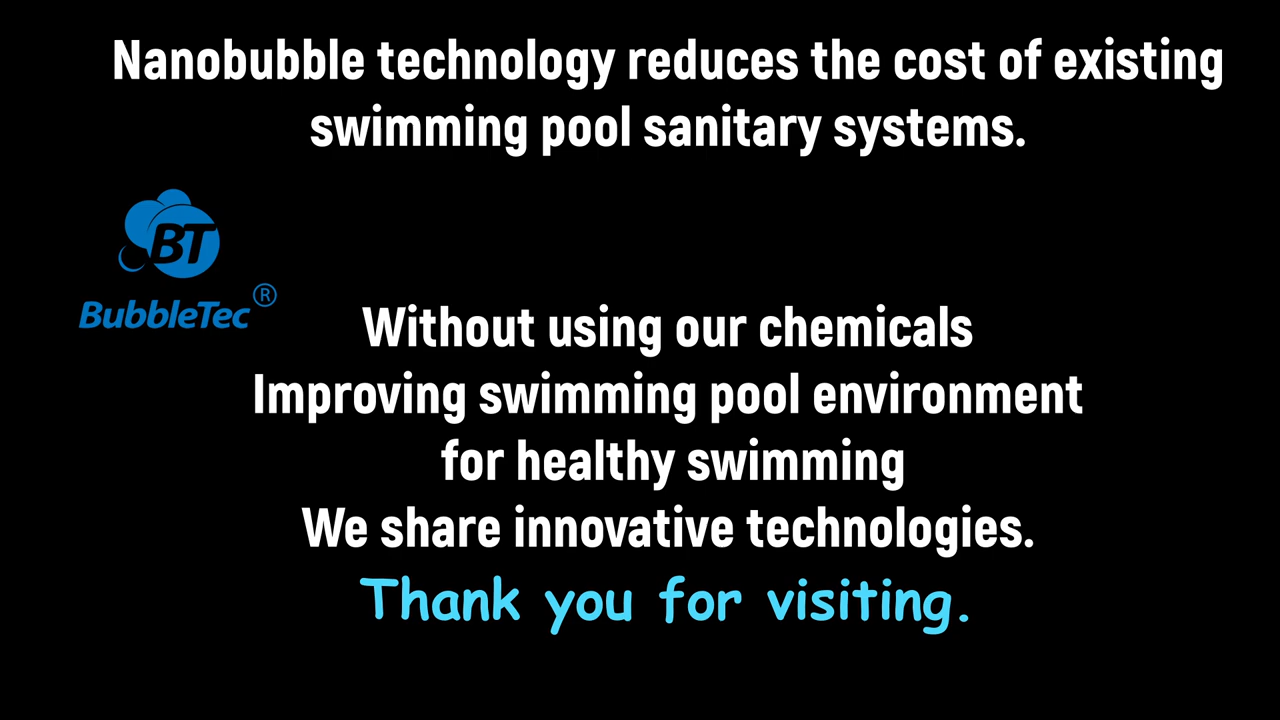 Nanobubble technology reduces the cost of existing
swimming pool sanitary systems.
BT
BubbleTec®
Without using our chemicals
Improving swimming pool environment
for healthy swimming
We share innovative technologies.
Thank you for visiting.